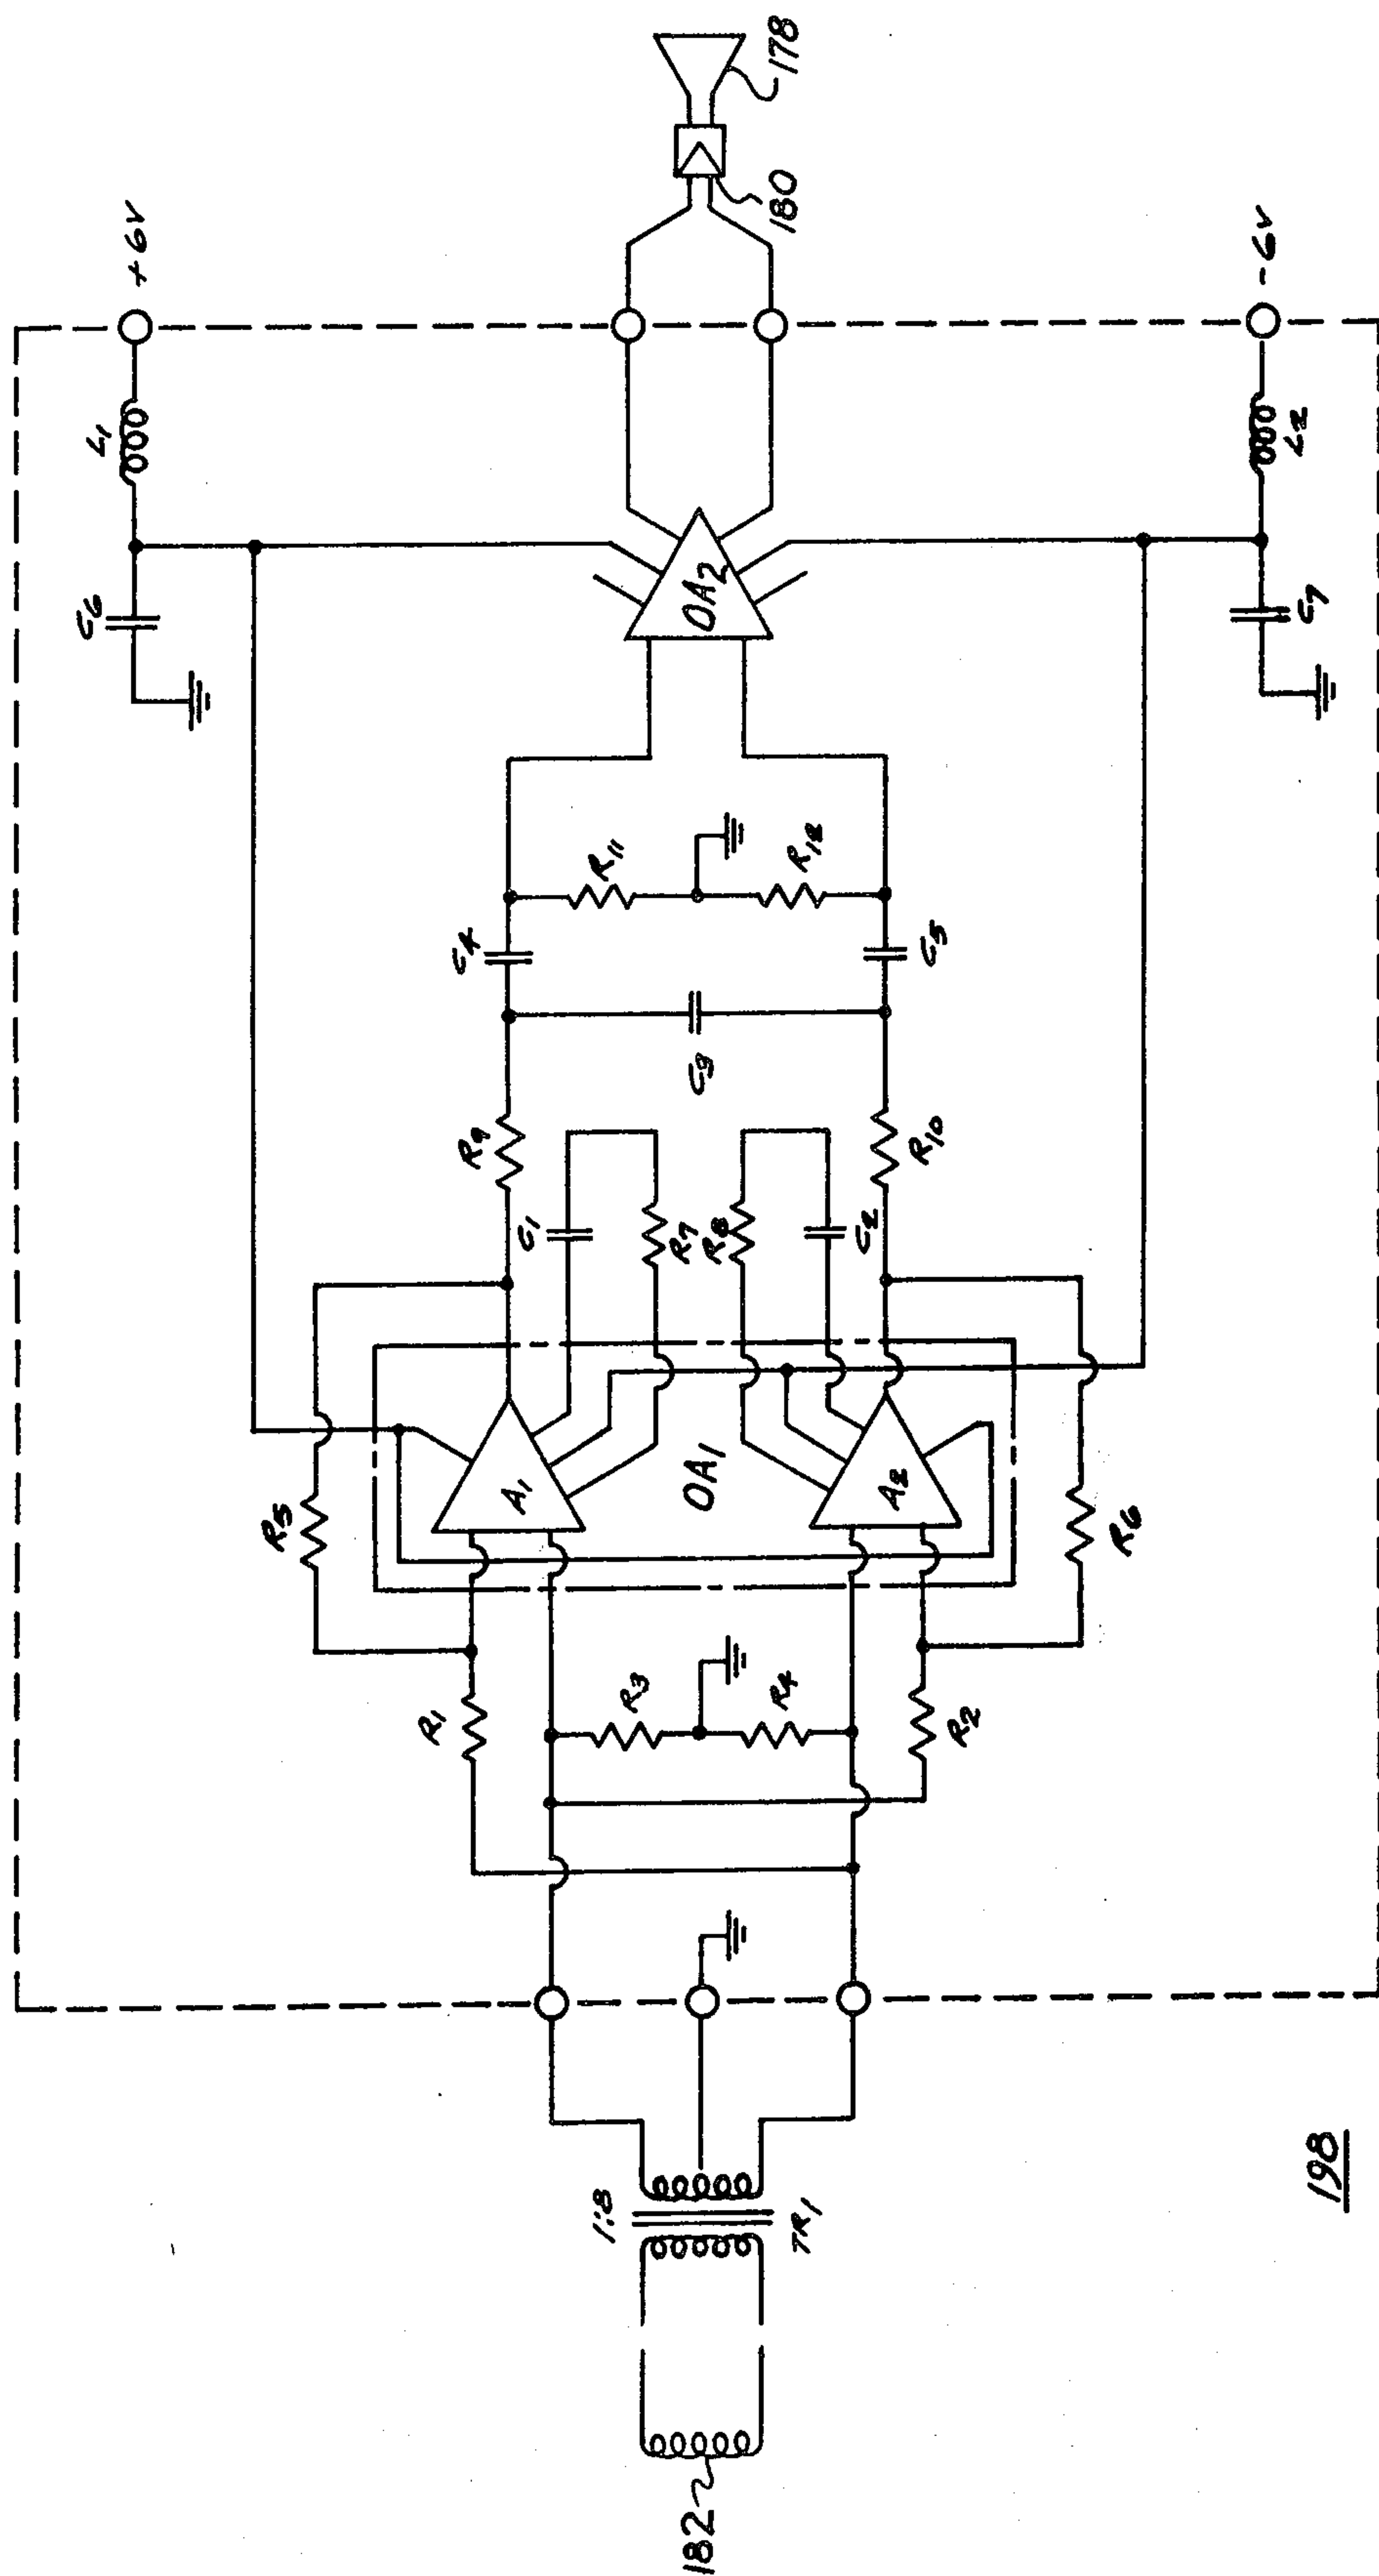 +6V
L1
C6
178
180
-6V
L2
C7
OA2
R11
R12
C4
C5
C3
R9
R10
C1
R7
R8
C2
R5
A1
OA1
A2
R6
R3
R4
R1
R2
1:8
TR1
182
198